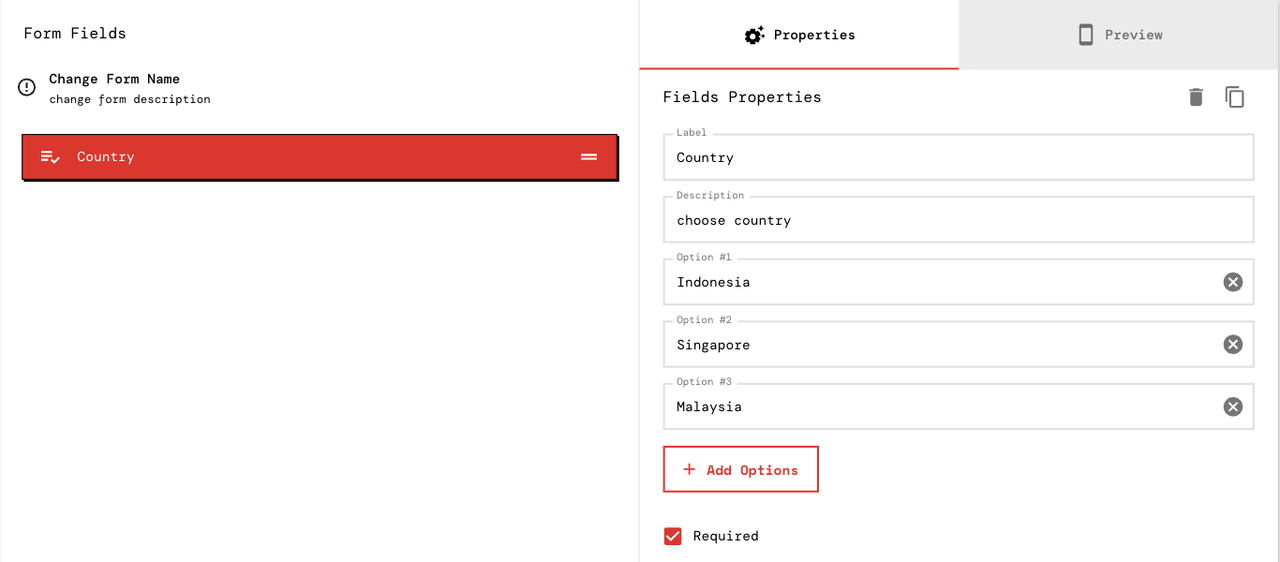 Form Fields
Change Form Name
change form description
Country
Properties
Preview
Fields Properties
Label
Country
Description
choose country
Option #1
Indonesia
Option #2
Singapore
Option #3
Malaysia
+ Add Options
Required